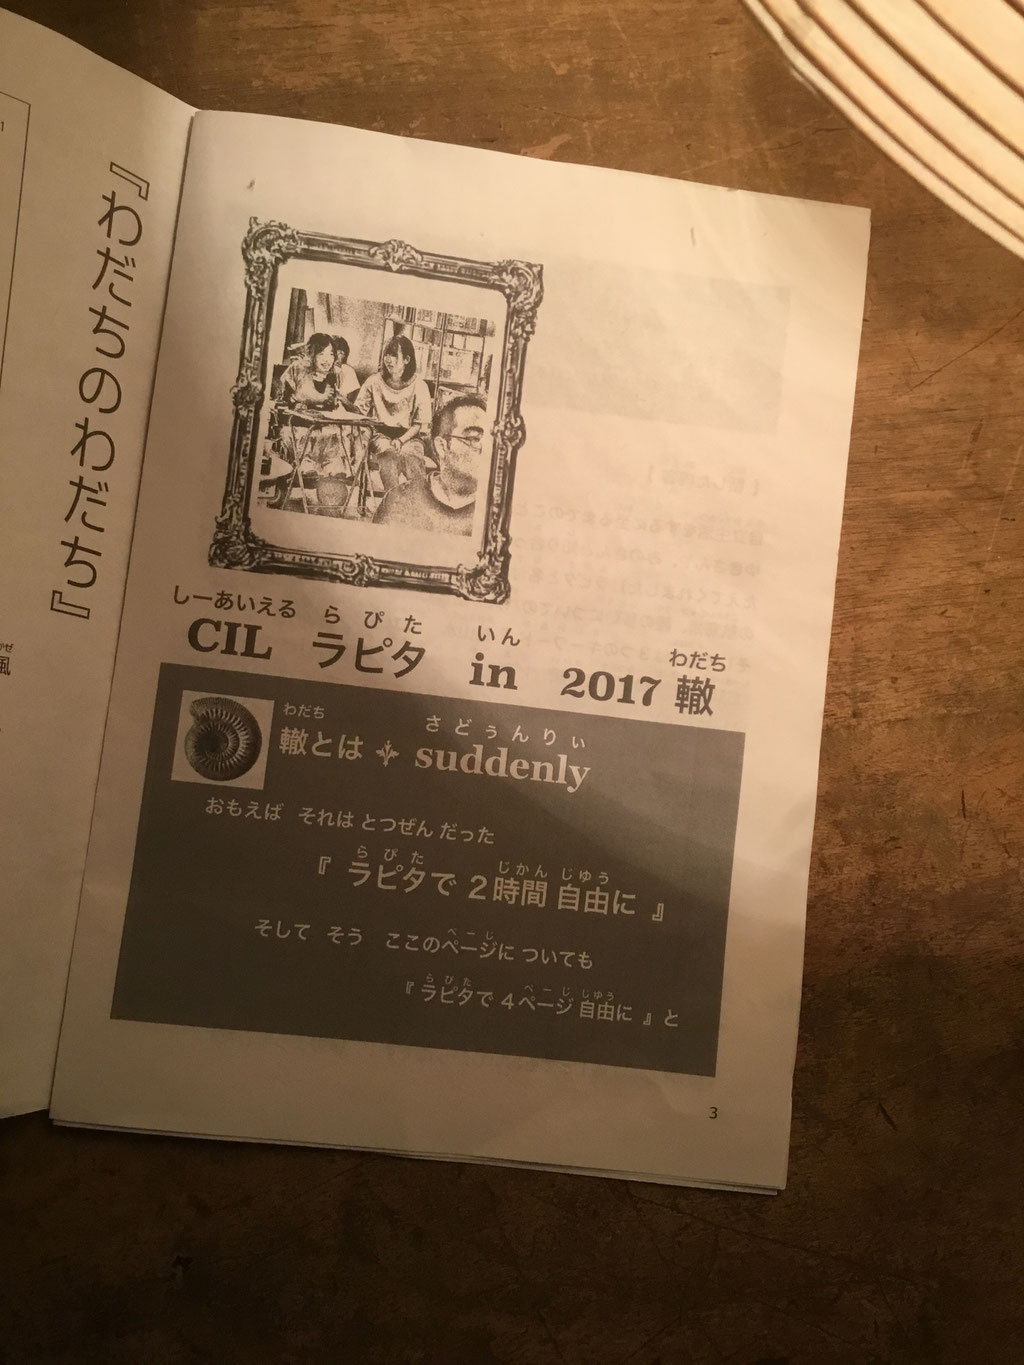 『わだちのわだち』
しーあいえる らぴた いん わだち
CIL ラピタ in 2017 轍
わだち さどぅんりぃ
轍とは suddenly
おもえば それは とつぜん だった
らぴた じかん じゆう
『 ラピタで 2時間 自由に 』
ぺーじ
そして そう ここのページに ついても
らぴた ぺーじ じゆう
『 ラピタで 4ページ 自由に 』と
3
風
1